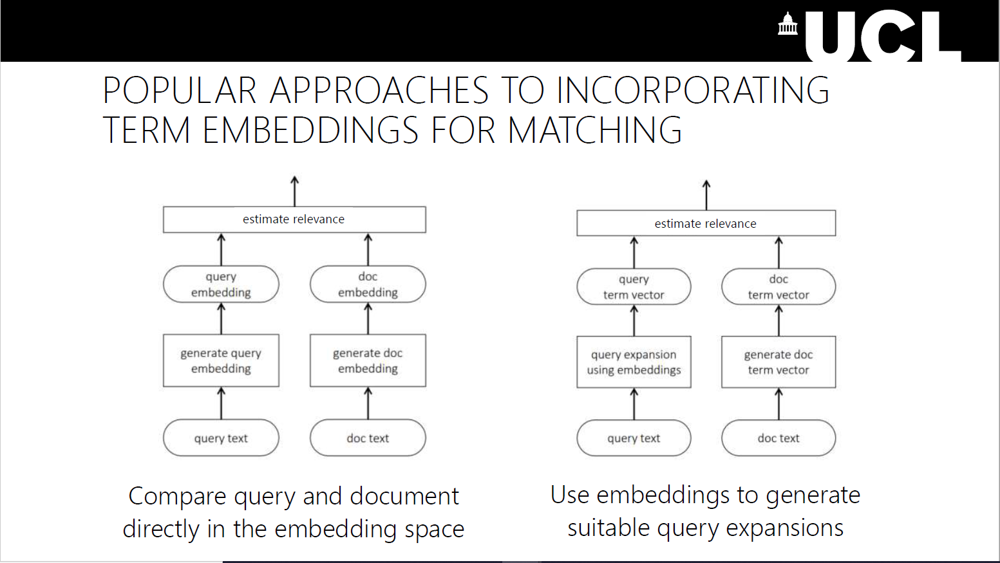 UCL
POPULAR APPROACHES TO INCORPORATING
TERM EMBEDDINGS FOR MATCHING
estimate relevance
query
embedding
doc
embedding
generate query
embedding
generate doc
embedding
query text
doc text
Compare query and document
directly in the embedding space
estimate relevance
query
term vector
doc
term vector
query expansion
using embeddings
generate doc
term vector
query text
doc text
Use embeddings to generate
suitable query expansions